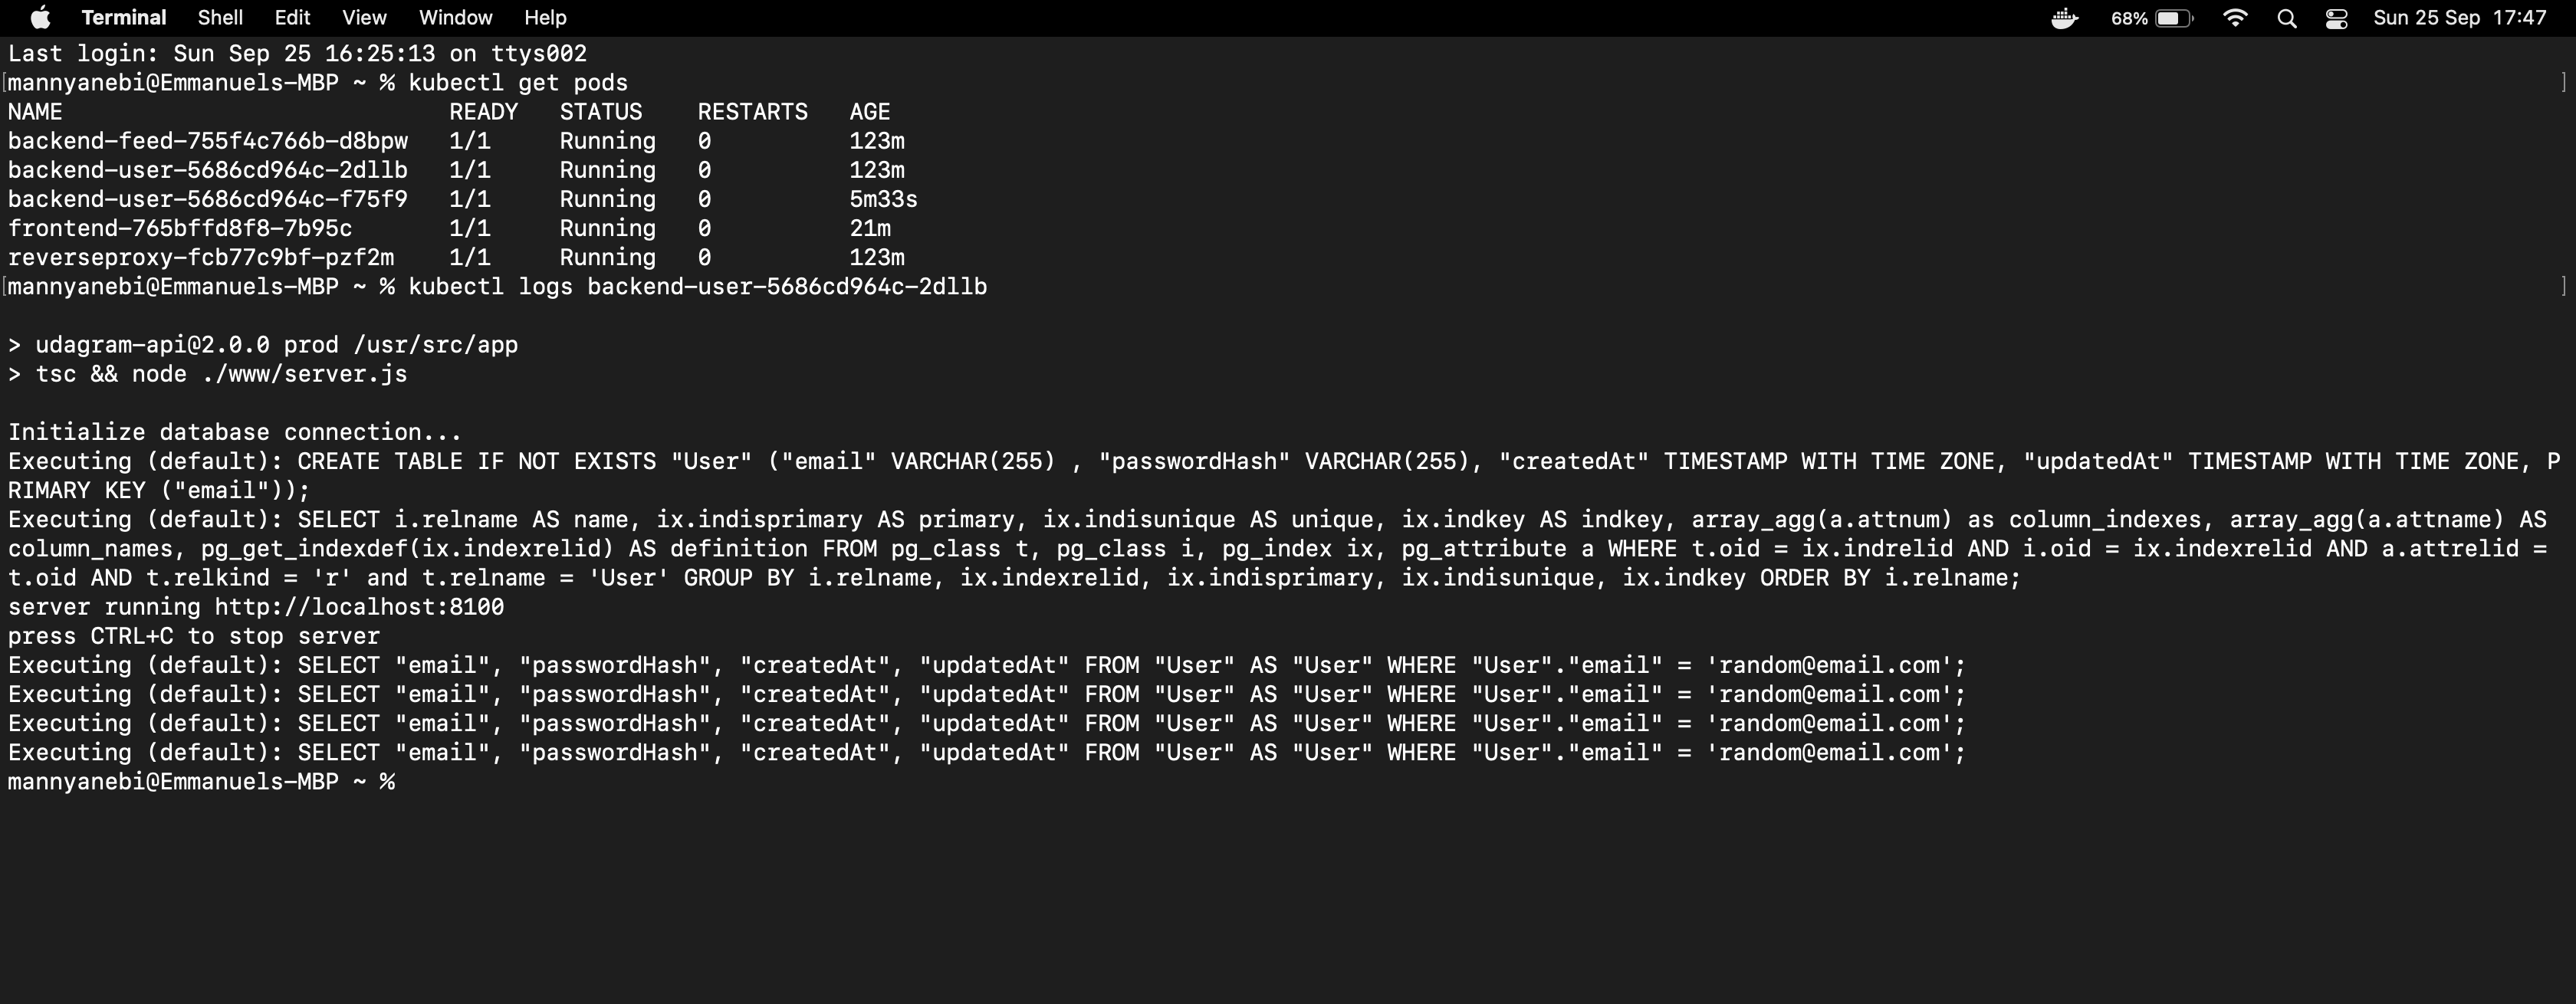 Terminal Shell Edit View Window Help 68% Sun 25 Sep 17:47
Last login: Sun Sep 25 16:25:13 on ttys002
[mannyanebi@Emmanuels-MBP ~ % kubectl get pods ]
NAME READY STATUS RESTARTS AGE
backend-feed-755f4c766b-d8bpw 1/1 Running 0 123m
backend-user-5686cd964c-2dllb 1/1 Running 0 123m
backend-user-5686cd964c-f75f9 1/1 Running 0 5m33s
frontend-765bffd8f8-7b95c 1/1 Running 0 21m
reverseproxy-fcb77c9bf-pzf2m 1/1 Running 0 123m
[mannyanebi@Emmanuels-MBP ~ % kubectl logs backend-user-5686cd964c-2dllb ]
> udagram-api@2.0.0 prod /usr/src/app
> tsc && node ./www/server.js
Initialize database connection...
Executing (default): CREATE TABLE IF NOT EXISTS "User" ("email" VARCHAR(255) , "passwordHash" VARCHAR(255), "createdAt" TIMESTAMP WITH TIME ZONE, "updatedAt" TIMESTAMP WITH TIME ZONE, P
RIMARY KEY ("email"));
Executing (default): SELECT i.relname AS name, ix.indisprimary AS primary, ix.indisunique AS unique, ix.indkey AS indkey, array_agg(a.attnum) as column_indexes, array_agg(a.attname) AS
column_names, pg_get_indexdef(ix.indexrelid) AS definition FROM pg_class t, pg_class i, pg_index ix, pg_attribute a WHERE t.oid = ix.indrelid AND i.oid = ix.indexrelid AND a.attrelid =
t.oid AND t.relkind = 'r' and t.relname = 'User' GROUP BY i.relname, ix.indexrelid, ix.indisprimary, ix.indisunique, ix.indkey ORDER BY i.relname;
server running http://localhost:8100
press CTRL+C to stop server
Executing (default): SELECT "email", "passwordHash", "createdAt", "updatedAt" FROM "User" AS "User" WHERE "User"."email" = 'random@email.com';
Executing (default): SELECT "email", "passwordHash", "createdAt", "updatedAt" FROM "User" AS "User" WHERE "User"."email" = 'random@email.com';
Executing (default): SELECT "email", "passwordHash", "createdAt", "updatedAt" FROM "User" AS "User" WHERE "User"."email" = 'random@email.com';
Executing (default): SELECT "email", "passwordHash", "createdAt", "updatedAt" FROM "User" AS "User" WHERE "User"."email" = 'random@email.com';
mannyanebi@Emmanuels-MBP ~ %